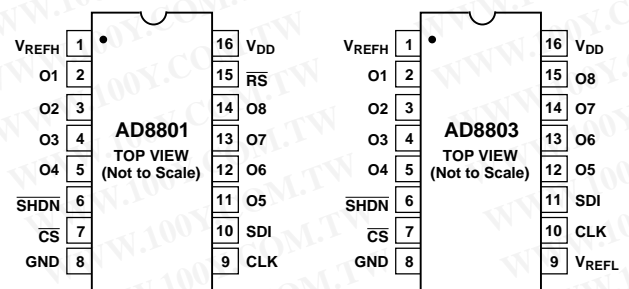 VREFH 1 16 VDD
O1 2 15 RS
O2 3 14 O8
O3 4 13 O7
O4 5 12 O6
SHDN 6 11 O5
CS 7 10 SDI
GND 8 9 CLK
AD8801
TOP VIEW
(Not to Scale)
VREFH 1 16 VDD
O1 2 15 O8
O2 3 14 O7
O3 4 13 O6
O4 5 12 O5
SHDN 6 11 SDI
CS 7 10 CLK
GND 8 9 VREFL
AD8803
TOP VIEW
(Not to Scale)
WWW.100Y.COM.TW